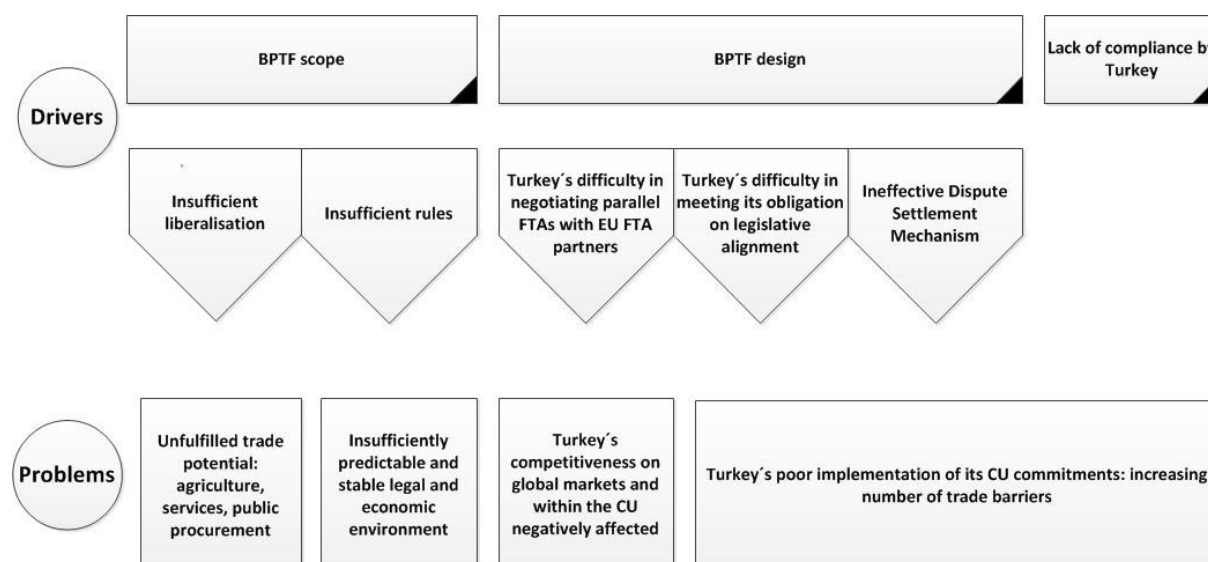 BPTF scope
BPTF design
Lack of compliance by
Turkey
Drivers
Insufficient
liberalisation
Insufficient rules
Turkey´s difficulty in
negotiating parallel
FTAs with EU FTA
partners
Turkey´s difficulty in
meeting its obligation
on legislative
alignment
Ineffective Dispute
Settlement
Mechanism
Problems
Unfulfilled trade
potential:
agriculture,
services, public
procurement
Insufficiently
predictable and
stable legal and
economic
environment
Turkey´s
competitiveness on
global markets and
within the CU
negatively affected
Turkey´s poor implementation of its CU commitments: increasing
number of trade barriers